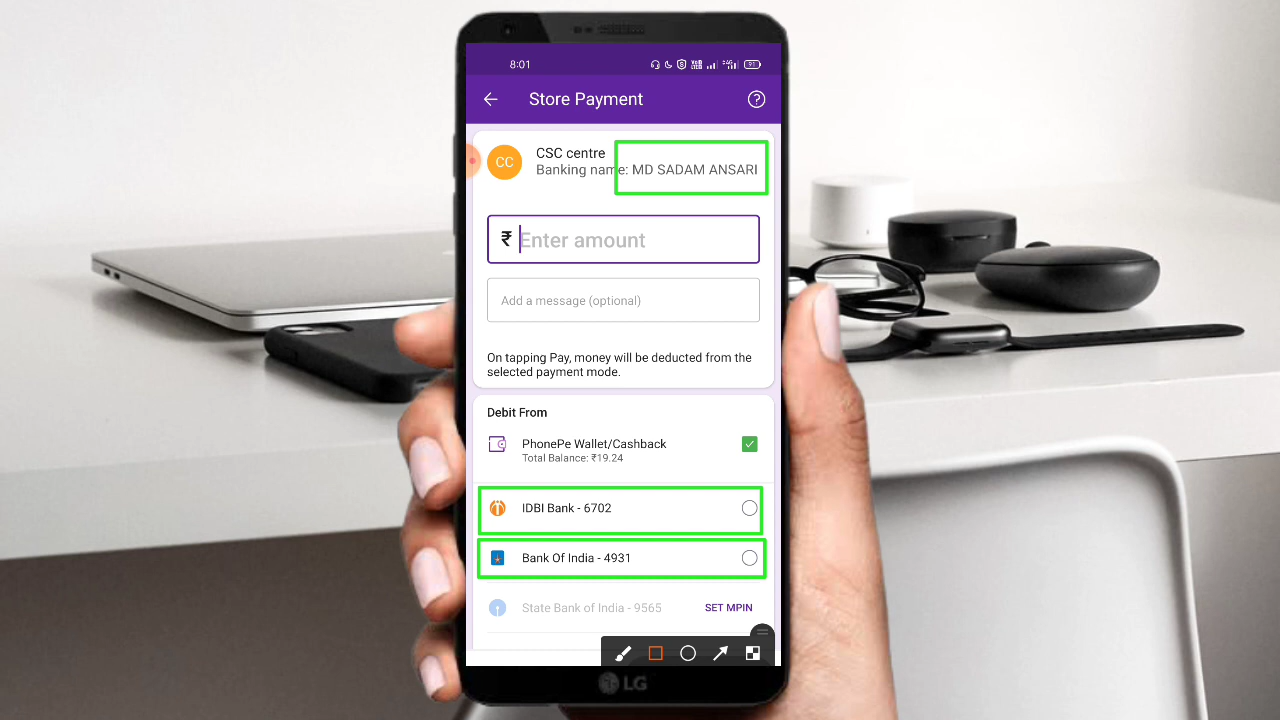 8:01
91
Store Payment
CC
CSC centre
Banking name: MD SADAM ANSARI
₹ Enter amount
Add a message (optional)
On tapping Pay, money will be deducted from the
selected payment mode.
Debit From
PhonePe Wallet/Cashback
Total Balance: ₹19.24
IDBI Bank - 6702
Bank Of India - 4931
State Bank of India - 9565
SET MPIN
LG